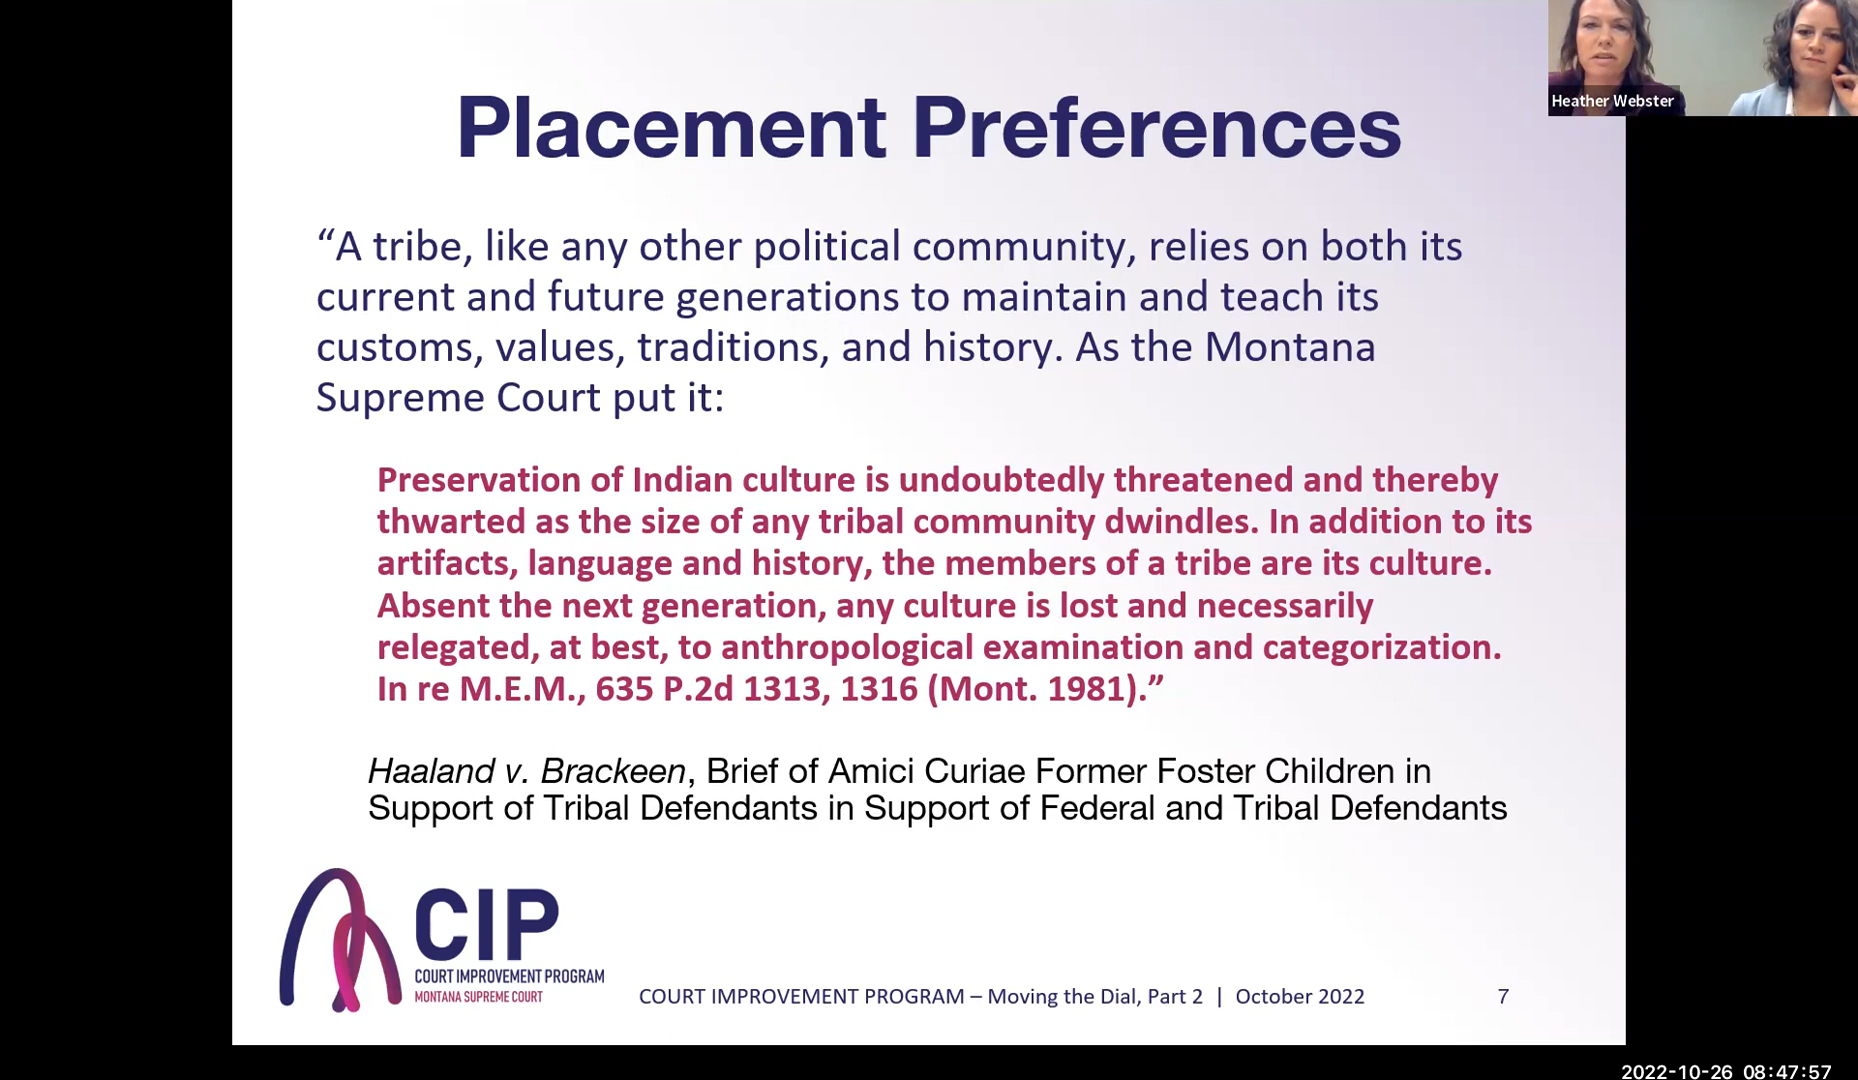 Heather Webster
Placement Preferences
“A tribe, like any other political community, relies on both its
current and future generations to maintain and teach its
customs, values, traditions, and history. As the Montana
Supreme Court put it:
Preservation of Indian culture is undoubtedly threatened and thereby
thwarted as the size of any tribal community dwindles. In addition to its
artifacts, language and history, the members of a tribe are its culture.
Absent the next generation, any culture is lost and necessarily
relegated, at best, to anthropological examination and categorization.
In re M.E.M., 635 P.2d 1313, 1316 (Mont. 1981).”
Haaland v. Brackeen, Brief of Amici Curiae Former Foster Children in
Support of Tribal Defendants in Support of Federal and Tribal Defendants
CIP
COURT IMPROVEMENT PROGRAM
MONTANA SUPREME COURT
COURT IMPROVEMENT PROGRAM – Moving the Dial, Part 2 | October 2022 7
2022-10-26 08:47:57